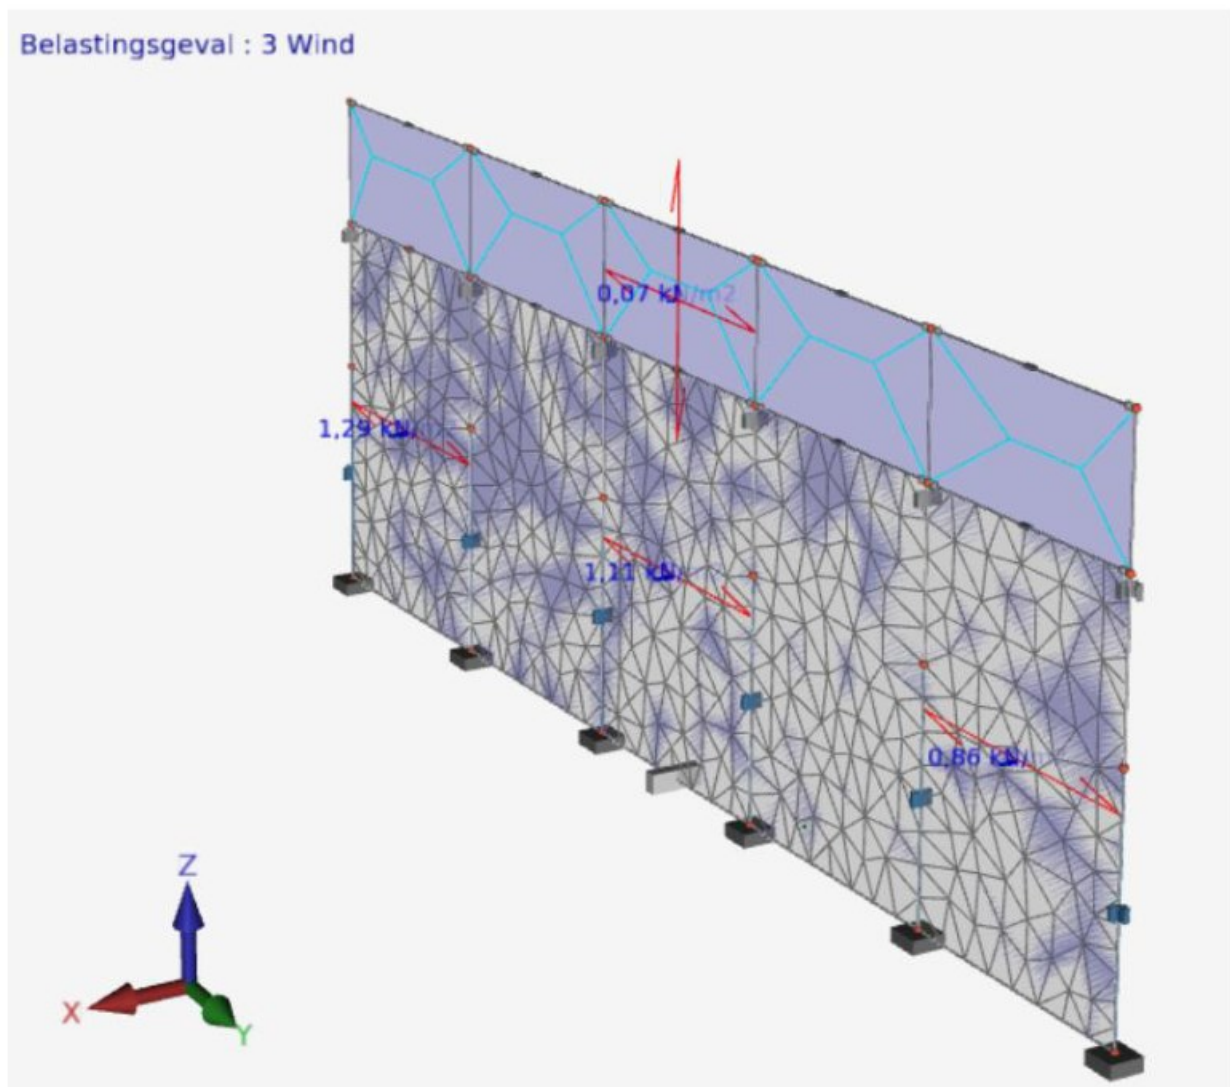 Belastingsgeval : 3 Wind
0,07 kN/m2
1,29 kN/
1,11 kN/
0,86 kN/
Z
X
Y